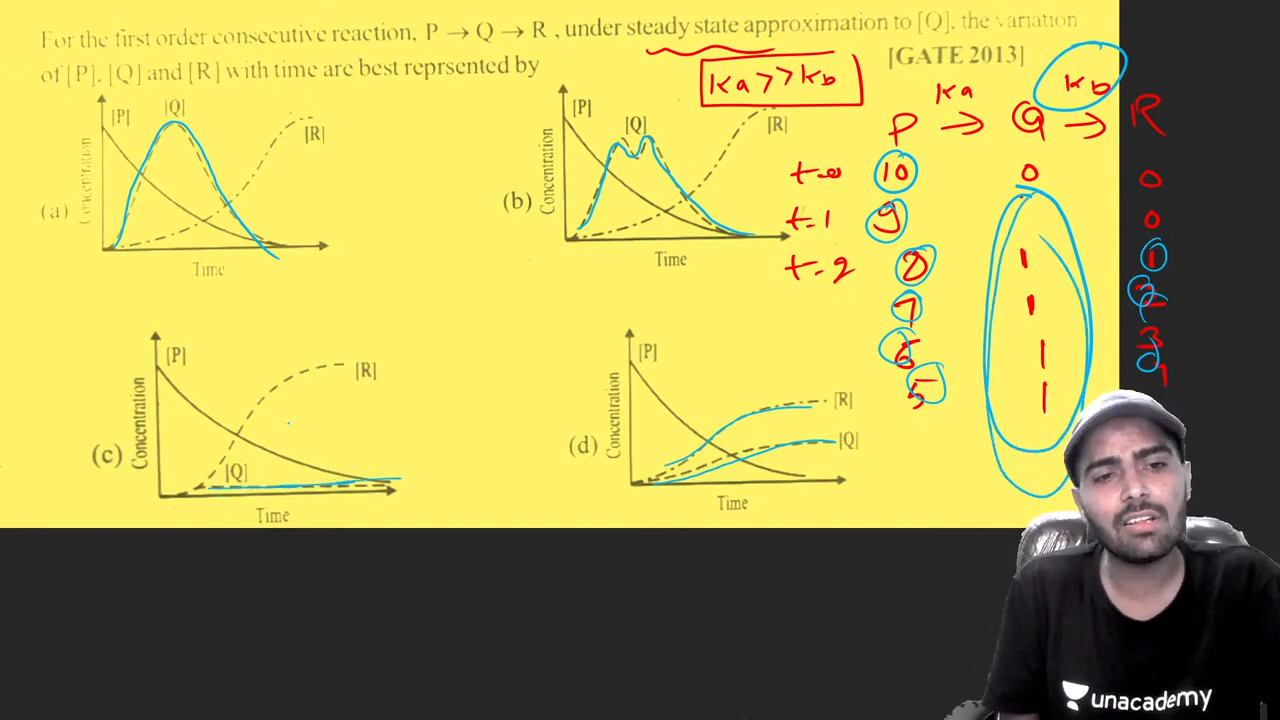 For the first order consecutive reaction, P → Q → R , under steady state approximation to [Q], the variation
of [P], [Q] and [R] with time are best reprsented by
[GATE 2013]
ka >> kb
P ka → Q kb → R
t=0 10 0 0
t=1 9 0
t=2 8 1 1
7 1 2
6 1 3
5 1
(a)
Concentration
[P]
[Q]
[R]
Time
(b)
Concentration
[P]
[Q]
[R]
Time
(c)
Concentration
[P]
[Q]
[R]
Time
(d)
Concentration
[P]
[R]
[Q]
Time
unacademy